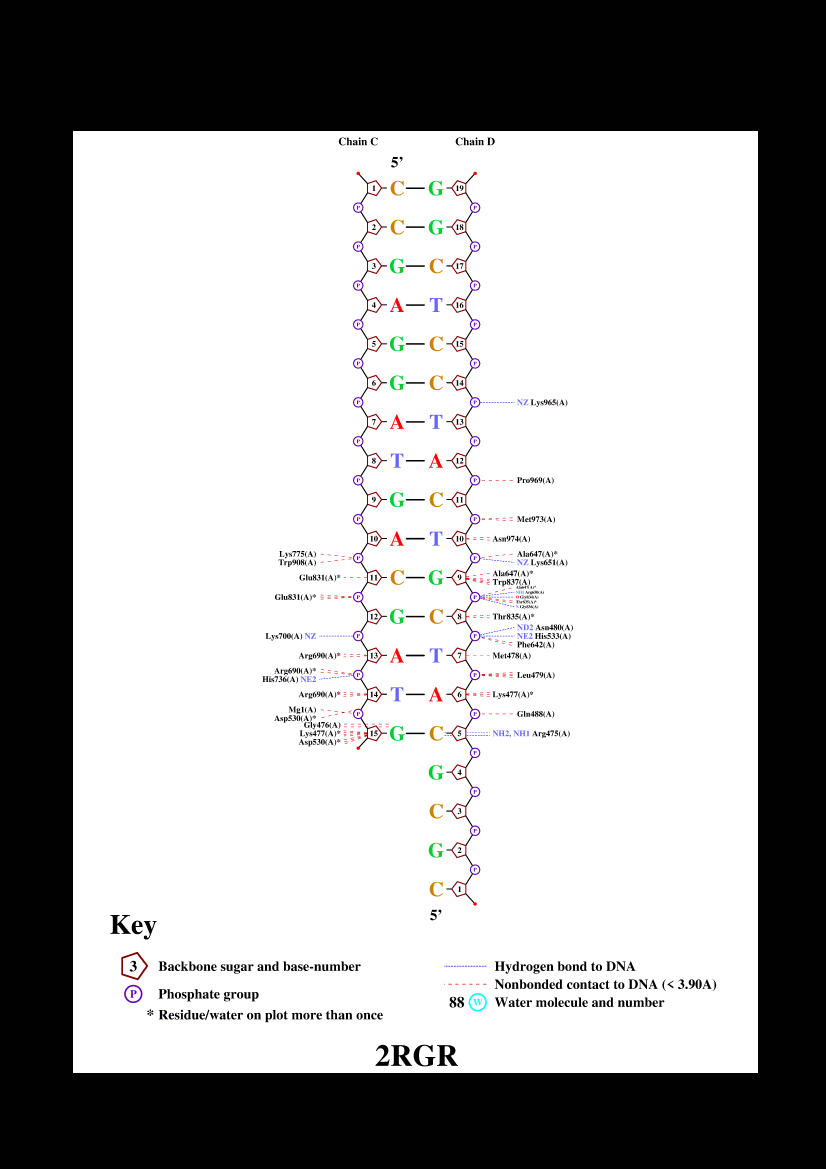 Chain C Chain D
5’
1 C G 19
P P
2 C G 18
P P
3 G C 17
P P
4 A T 16
P P
5 G C 15
P P
6 G C 14
P P NZ Lys965(A)
7 A T 13
P P
8 T A 12
P P Pro969(A)
9 G C 11
P P Met973(A)
10 A T 10 Asn974(A)
Lys775(A) P P Ala647(A)*
Trp908(A) NZ Lys651(A)
Glu831(A)* 11 C G 9 Ala647(A)*
Trp837(A)
Glu831(A)* P P
12 G C 8 Thr835(A)*
Lys700(A) NZ P P ND2 Asn480(A)
NE2 His533(A)
Phe642(A)
Arg690(A)* 13 A T 7 Met478(A)
Arg690(A)* P P Leu479(A)
His736(A) NE2
Arg690(A)* 14 T A 6 Lys477(A)*
Mg1(A) P P Gln488(A)
Asp530(A)*
Gly476(A)
Lys477(A)* 15 G C 5 NH2, NH1 Arg475(A)
Asp530(A)*
P
G 4
P
C 3
P
G 2
P
C 1
5’
Key
3 Backbone sugar and base-number
P Phosphate group
* Residue/water on plot more than once
Hydrogen bond to DNA
Nonbonded contact to DNA (< 3.90A)
88 W Water molecule and number
2RGR